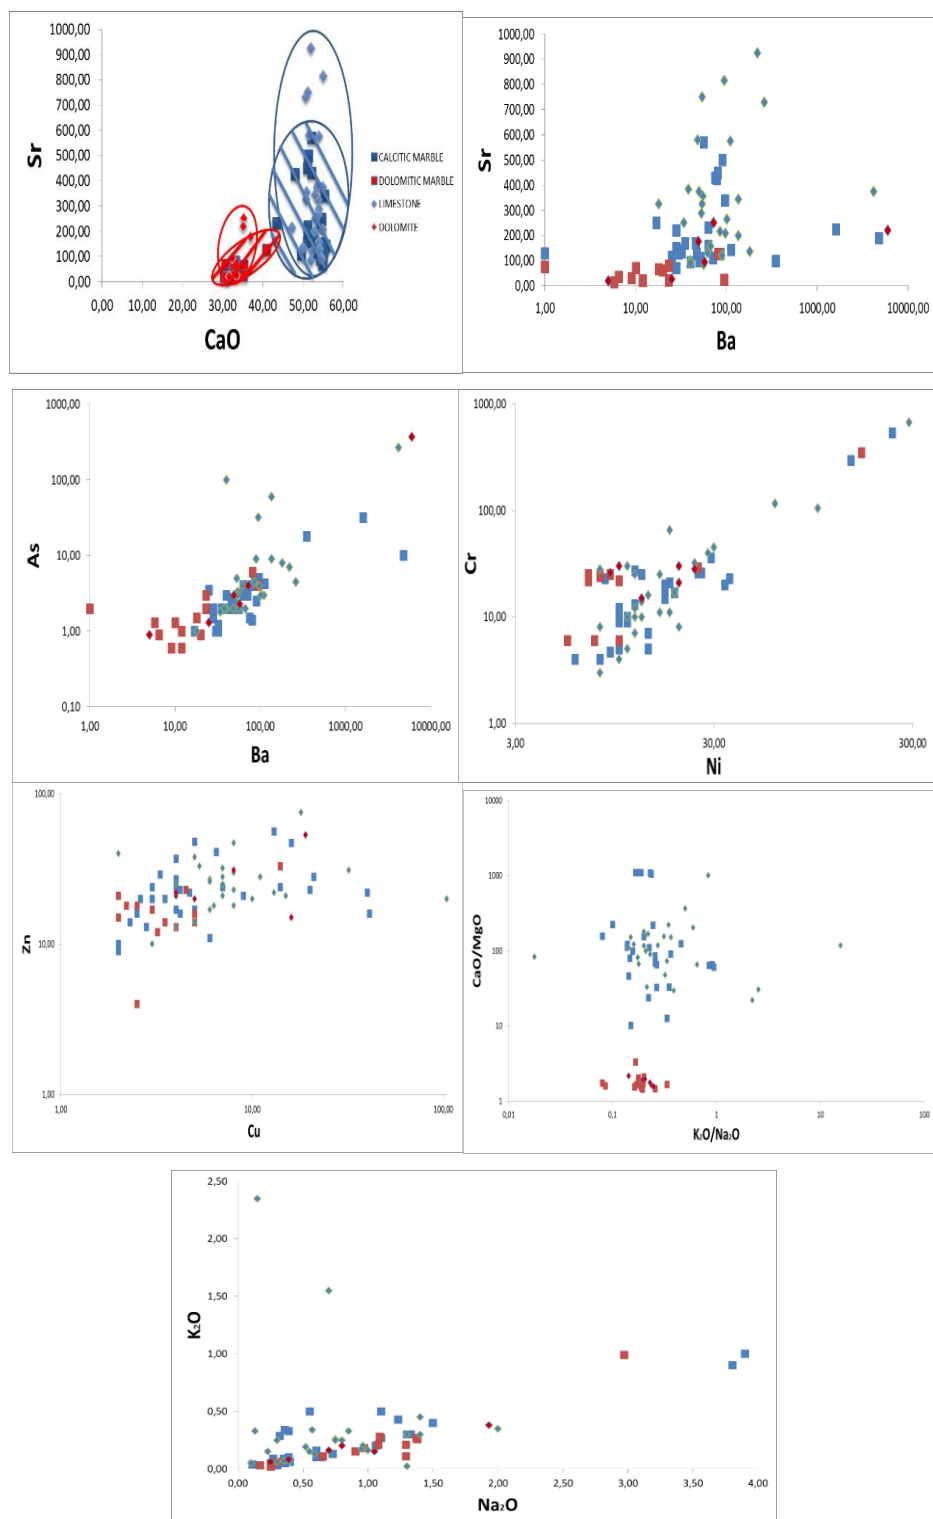 1000,00
900,00
800,00
700,00
600,00
500,00
400,00
300,00
200,00
100,00
0,00
Sr
0,00 10,00 20,00 30,00 40,00 50,00 60,00
CaO
CALCITIC MARBLE
DOLOMITIC MARBLE
LIMESTONE
DOLOMITE
1000,00
900,00
800,00
700,00
600,00
500,00
400,00
300,00
200,00
100,00
0,00
Sr
1,00 10,00 100,00 1000,00 10000,00
Ba
1000,00
100,00
10,00
1,00
0,10
As
1,00 10,00 100,00 1000,00 10000,00
Ba
1000,00
100,00
10,00
1,00
Cr
3,00 30,00 300,00
Ni
100,00
10,00
1,00
Zn
1,00 10,00 100,00
Cu
10000
1000
100
10
1
CaO/MgO
0,01 0,1 1 10 100
K₂O/Na₂O
2,50
2,00
1,50
1,00
0,50
0,00
K₂O
0,00 0,50 1,00 1,50 2,00 2,50 3,00 3,50 4,00
Na₂O